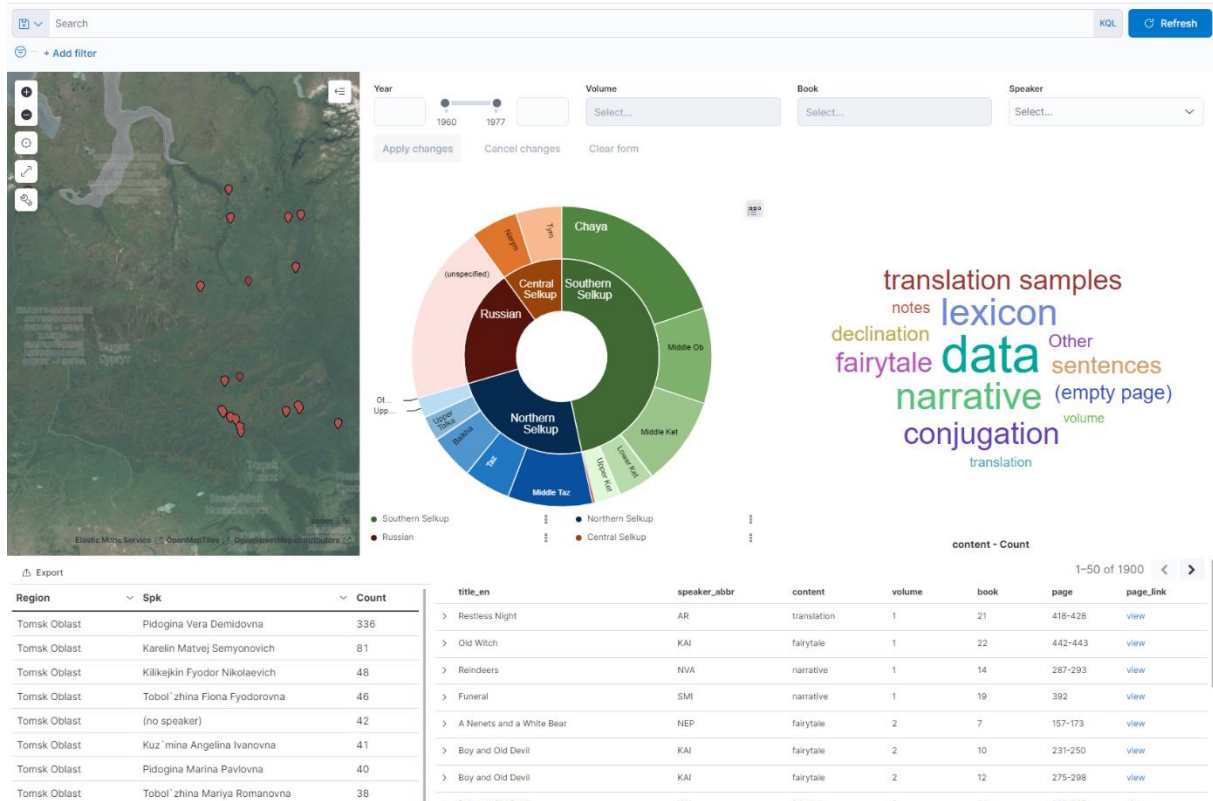 Search
KQL
Refresh
+ Add filter
Year
Volume
Book
Speaker
1960
1977
Select...
Select...
Select...
Apply changes
Cancel changes
Clear form
Chaya
Narym
Tym
(unspecified)
Central
Selkup
Southern
Selkup
Russian
Middle Ob
Ot...
Upp...
Upper
Tolka
Northern
Selkup
Middle Ket
Baikha
Lower Ket
Taz
Upper Ket
Middle Taz
Southern Selkup
Northern Selkup
Russian
Central Selkup
translation samples
notes
lexicon
declination
Other
fairytale
data
sentences
narrative
(empty page)
volume
conjugation
translation
content - Count
Elastic Maps Service
OpenMapTiles
OpenStreetMap contributors
Export
Region Spk Count
Tomsk Oblast Pidogina Vera Demidovna 336
Tomsk Oblast Karelin Matvej Semyonovich 81
Tomsk Oblast Kilikejkin Fyodor Nikolaevich 48
Tomsk Oblast Tobol`zhina Fiona Fyodorovna 46
Tomsk Oblast (no speaker) 42
Tomsk Oblast Kuz`mina Angelina Ivanovna 41
Tomsk Oblast Pidogina Marina Pavlovna 40
Tomsk Oblast Tobol`zhina Mariya Romanovna 38
1–50 of 1900
title_en speaker_abbr content volume book page page_link
Restless Night AR translation 1 21 418-428 view
Old Witch KAI fairytale 1 22 442-443 view
Reindeers NVA narrative 1 14 287-293 view
Funeral SMI narrative 1 19 392 view
A Nenets and a White Bear NEP fairytale 2 7 157-173 view
Boy and Old Devil KAI fairytale 2 10 231-250 view
Boy and Old Devil KAI fairytale 2 12 275-298 view